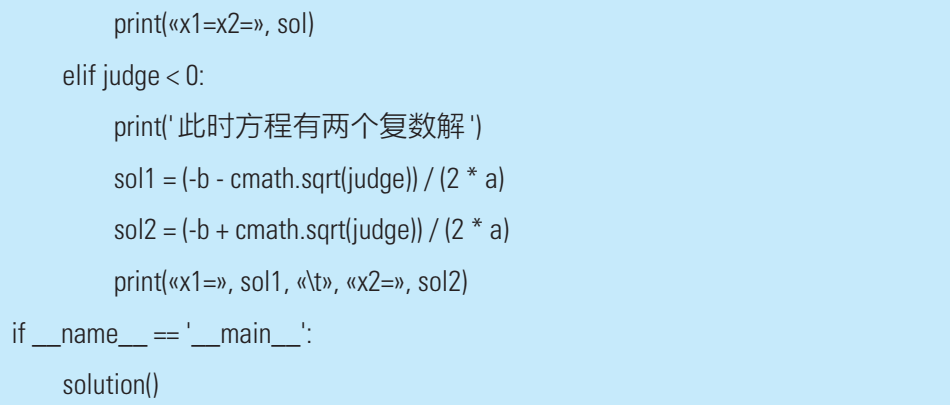 print(«x1=x2=», sol)
elif judge < 0:
print(' 此时方程有两个复数解 ')
sol1 = (-b - cmath.sqrt(judge)) / (2 * a)
sol2 = (-b + cmath.sqrt(judge)) / (2 * a)
print(«x1=», sol1, «\t», «x2=», sol2)
if __name__ == '__main__':
solution()